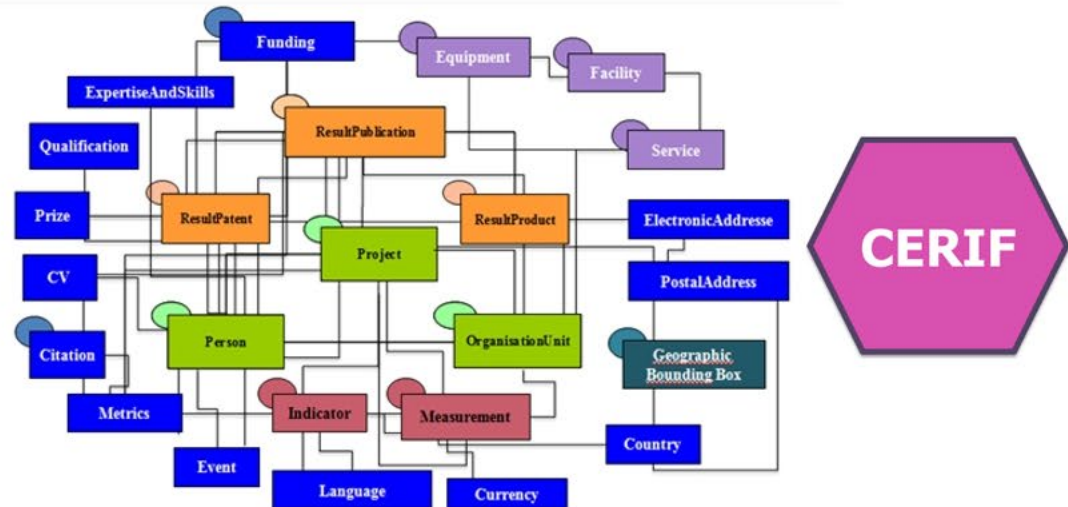 Funding
Equipment
Facility
ExpertiseAndSkills
ResultPublication
Qualification
Service
Prize
ResultPatent
ResultProduct
ElectronicAddresse
Project
CERIF
CV
PostalAddress
Person
OrganisationUnit
Citation
Geographic
Bounding Box
Metrics
Indicator
Measurement
Country
Event
Language
Currency